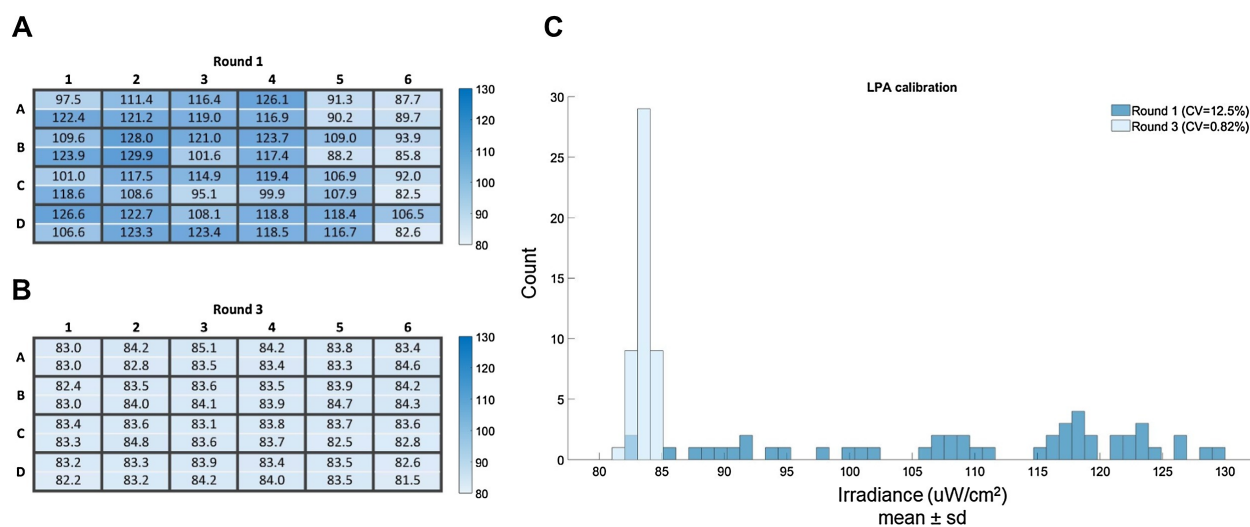 A
Round 1
1 2 3 4 5 6
A
97.5 111.4 116.4 126.1 91.3 87.7
122.4 121.2 119.0 116.9 90.2 89.7
B
109.6 128.0 121.0 123.7 109.0 93.9
123.9 129.9 101.6 117.4 88.2 85.8
C
101.0 117.5 114.9 119.4 106.9 92.0
118.6 108.6 95.1 99.9 107.9 82.5
D
126.6 122.7 108.1 118.8 118.4 106.5
106.6 123.3 123.4 118.5 116.7 82.6
130
120
110
100
90
80
B
Round 3
1 2 3 4 5 6
A
83.0 84.2 85.1 84.2 83.8 83.4
83.0 82.8 83.5 83.4 83.3 84.6
B
82.4 83.5 83.6 83.5 83.9 84.2
83.0 84.0 84.1 83.9 84.7 84.3
C
83.4 83.6 83.1 83.8 83.7 83.6
83.3 84.8 83.6 83.7 82.5 82.8
D
83.2 83.3 83.9 83.4 83.5 82.6
82.2 83.2 84.2 84.0 83.5 81.5
130
120
110
100
90
80
C
LPA calibration
Round 1 (CV=12.5%)
Round 3 (CV=0.82%)
Count
30
25
20
15
10
5
0
80 85 90 95 100 105 110 115 120 125 130
Irradiance (uW/cm²)
mean ± sd